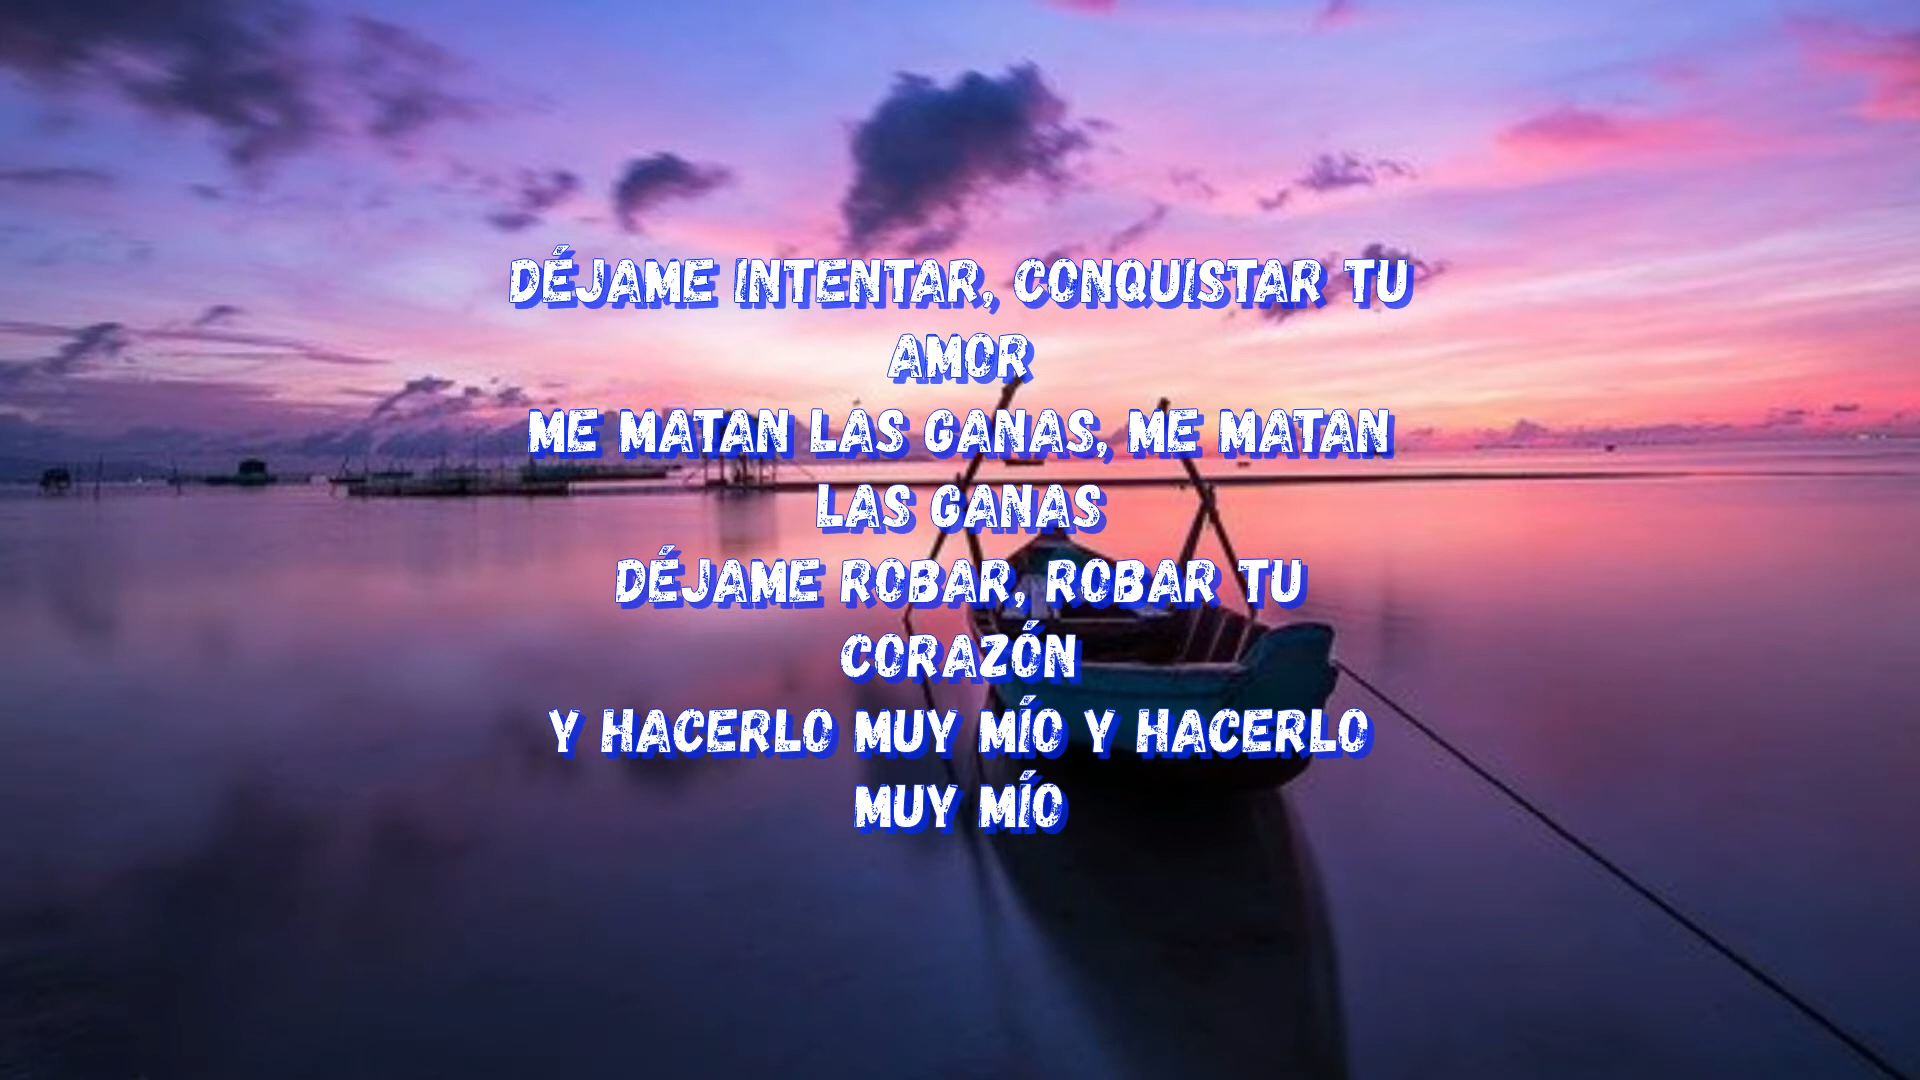 DÉJAME INTENTAR, CONQUISTAR TU
AMOR
ME MATAN LAS GANAS, ME MATAN
LAS GANAS
DÉJAME ROBAR, ROBAR TU
CORAZÓN
Y HACERLO MUY MÍO Y HACERLO
MUY MÍO